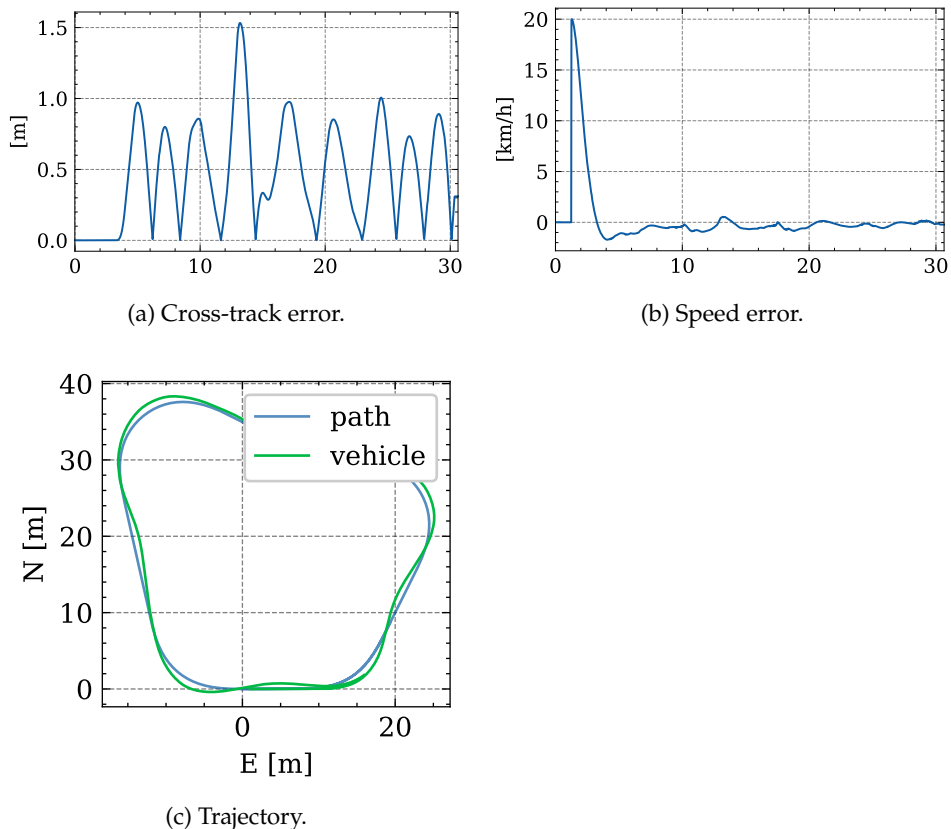 1.5
1.0
0.5
0.0
[m]
0 10 20 30
(a) Cross-track error.
20
15
10
5
0
[km/h]
0 10 20 30
(b) Speed error.
40
30
20
10
0
N [m]
path
vehicle
0 20
E [m]
(c) Trajectory.